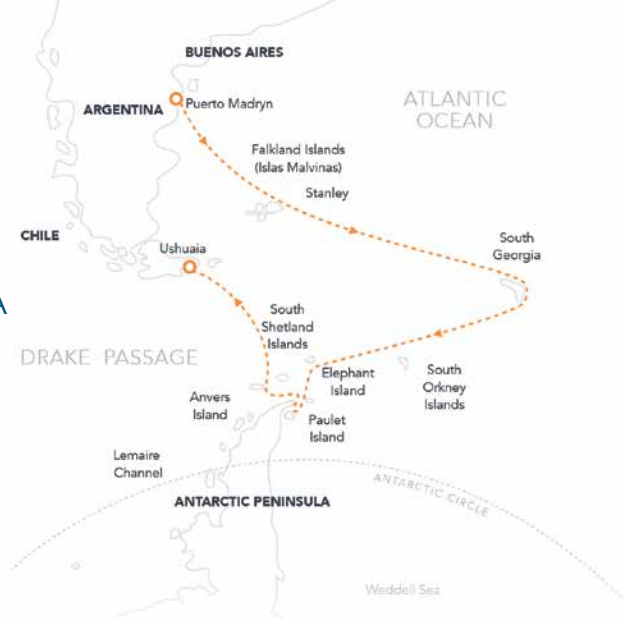 BUENOS AIRES
ATLANTIC
OCEAN
ARGENTINA
Puerto Madryn
Falkland Islands
(Islas Malvinas)
Stanley
CHILE
Ushuaia
South
Georgia
A
South
Shetland
Islands
DRAKE PASSAGE
Elephant
Island
South
Orkney
Islands
Anvers
Island
Paulet
Island
Lemaire
Channel
ANTARCTIC CIRCLE
ANTARCTIC PENINSULA
Weddell Sea